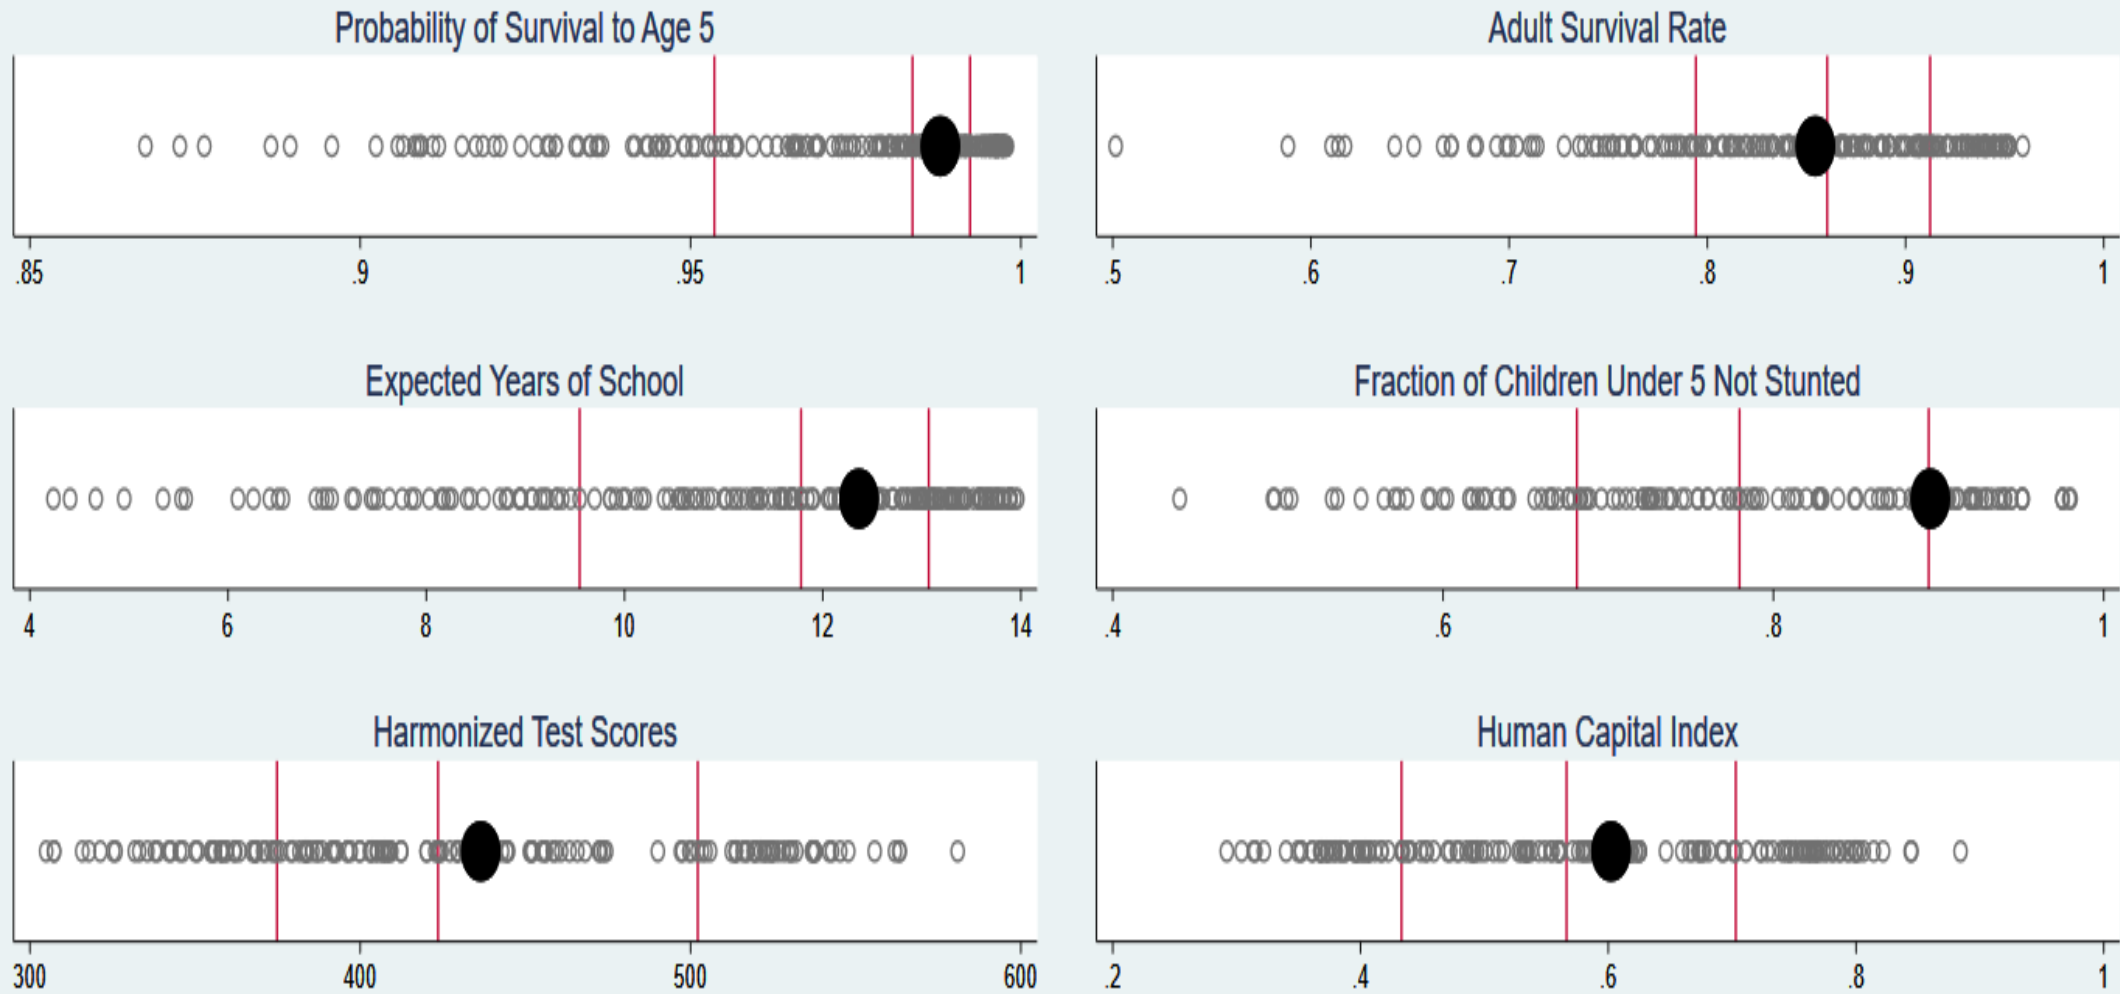 Probability of Survival to Age 5
.85 .9 .95 1
Adult Survival Rate
.5 .6 .7 .8 .9 1
Expected Years of School
4 6 8 10 12 14
Fraction of Children Under 5 Not Stunted
.4 .6 .8 1
Harmonized Test Scores
300 400 500 600
Human Capital Index
.2 .4 .6 .8 1